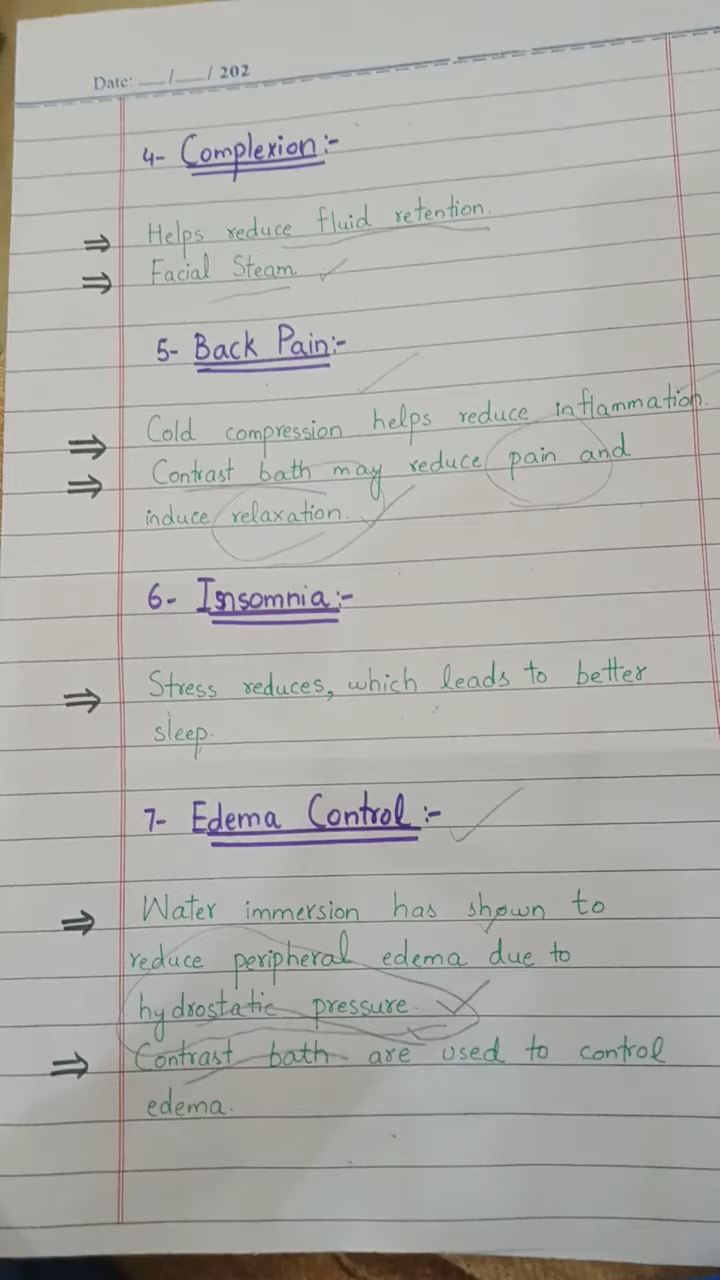 Date: __/__/ 202
4- Complexion:-
⇒ Helps reduce fluid retention.
⇒ Facial Steam
5- Back Pain:-
⇒ Cold compression helps reduce inflammation.
⇒ Contrast bath may reduce pain and
induce relaxation.
6- Insomnia:-
⇒ Stress reduces, which leads to better
sleep.
7- Edema Control:-
⇒ Water immersion has shown to
reduce peripheral edema due to
hydrostatic pressure.
⇒ Contrast bath are used to control
edema.